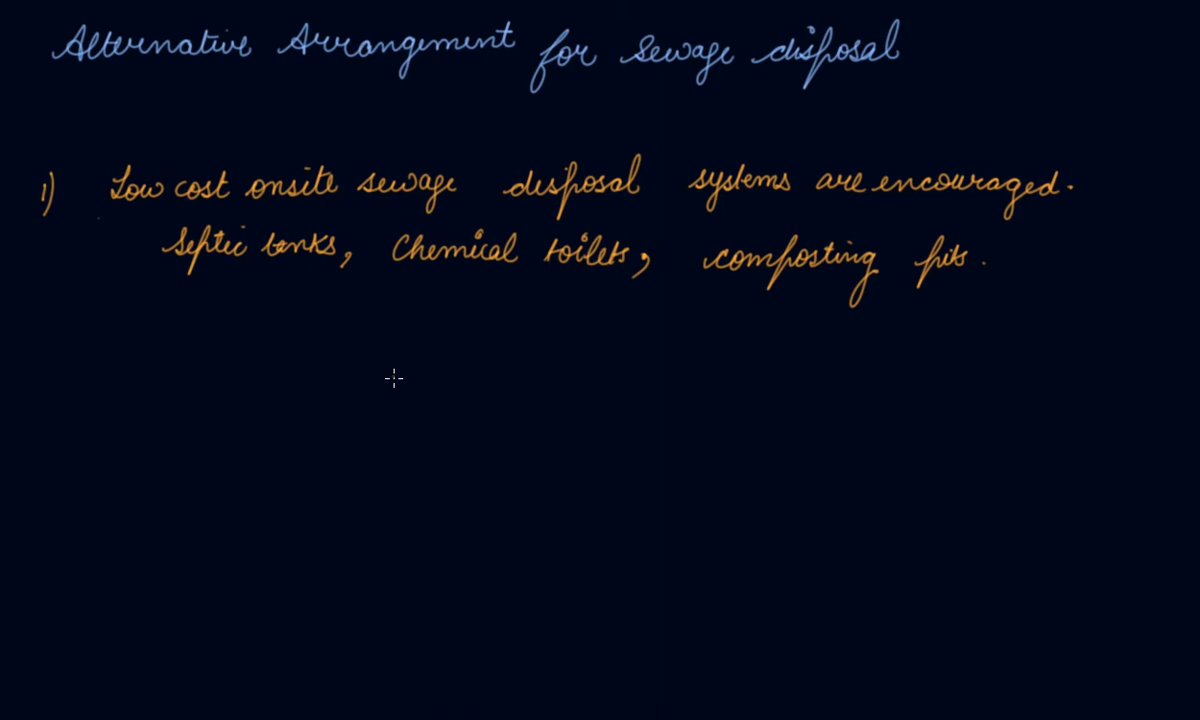 Alternative Arrangement for sewage disposal
1) Low cost onsite sewage disposal systems are encouraged.
Septic tanks, Chemical toilets, composting pits.